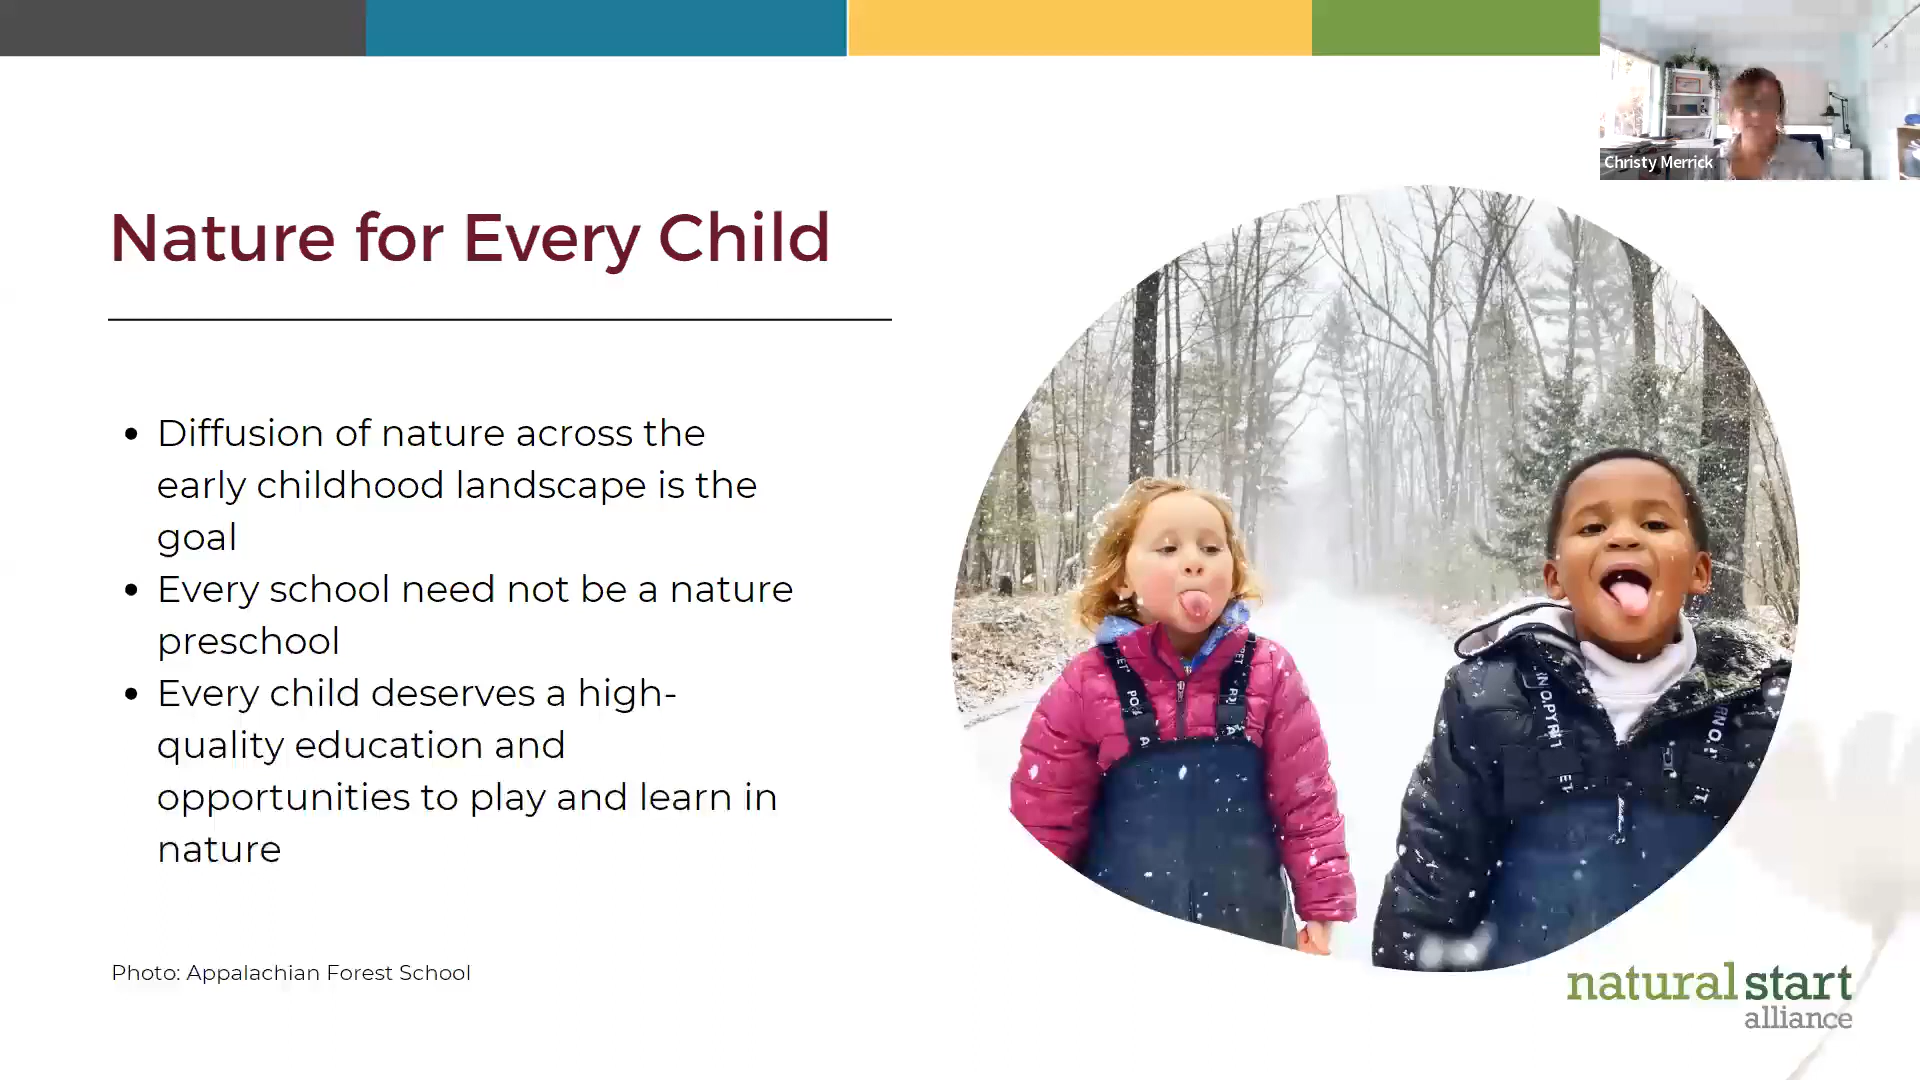 Christy Merrick
Nature for Every Child
• Diffusion of nature across the
early childhood landscape is the
goal
• Every school need not be a nature
preschool
• Every child deserves a high-
quality education and
opportunities to play and learn in
nature
Photo: Appalachian Forest School
natural start
alliance